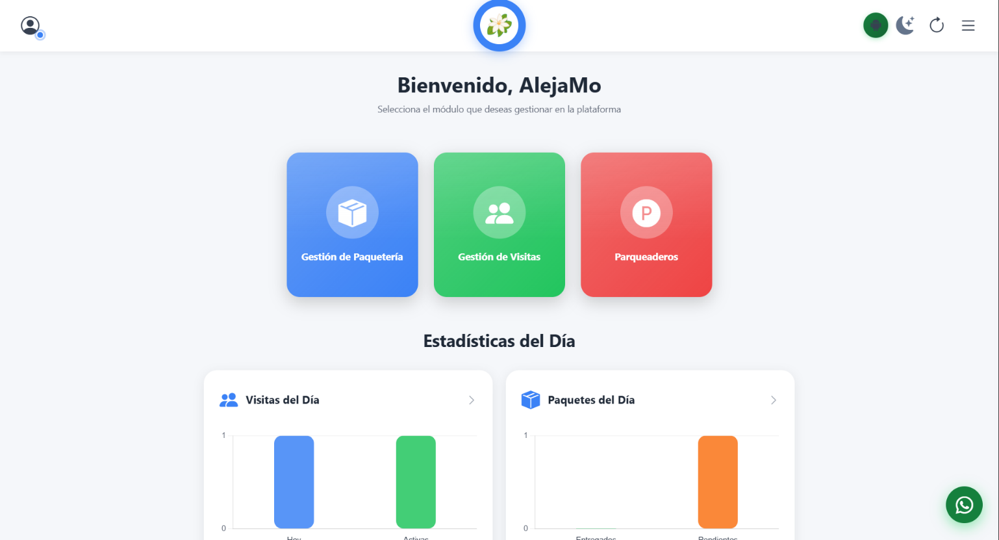 Bienvenido, AlejaMo
Selecciona el módulo que deseas gestionar en la plataforma
Gestión de Paquetería
Gestión de Visitas
P
Parqueaderos
Estadísticas del Día
Visitas del Día
1
0
Hoy
Activas
Paquetes del Día
1
0
Entregados
Pendientes